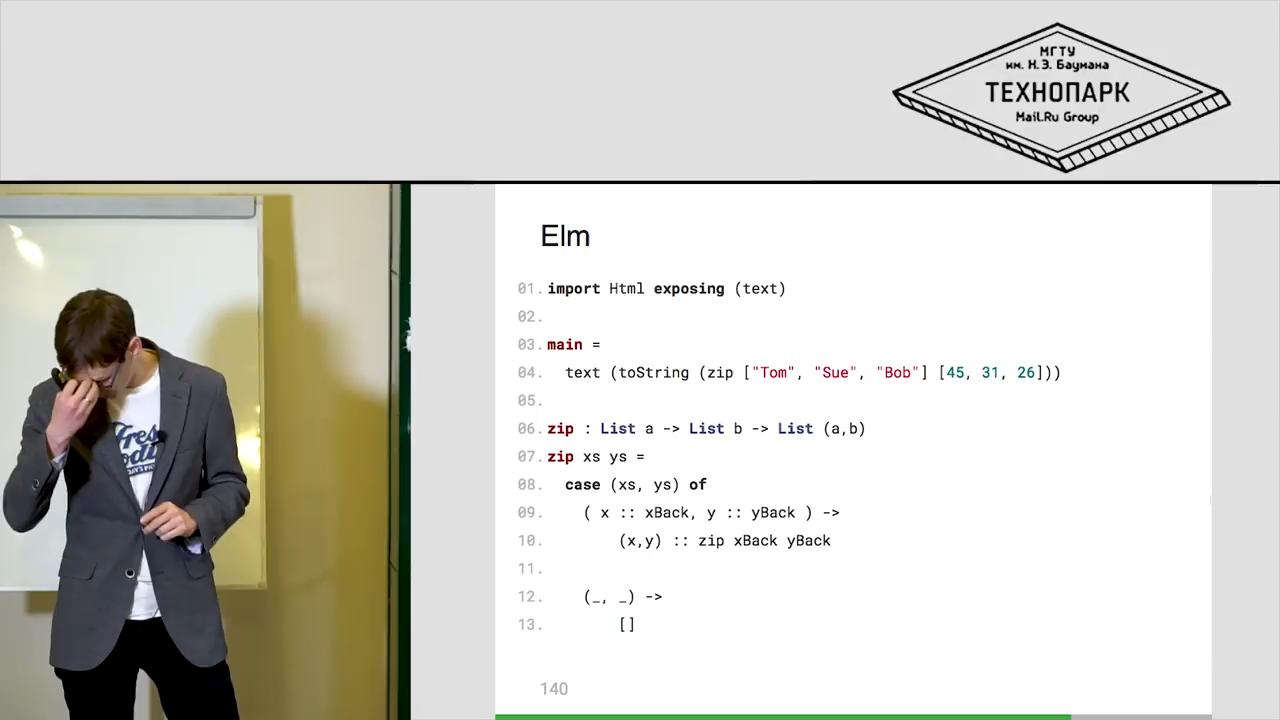 МГТУ
им. Н.Э. Баумана
ТЕХНОПАРК
Mail.Ru Group
Elm
01. import Html exposing (text)
02.
03. main =
04. text (toString (zip ["Tom", "Sue", "Bob"] [45, 31, 26]))
05.
06. zip : List a -> List b -> List (a,b)
07. zip xs ys =
08. case (xs, ys) of
09. ( x :: xBack, y :: yBack ) ->
10. (x,y) :: zip xBack yBack
11.
12. (_, _) ->
13. []
140